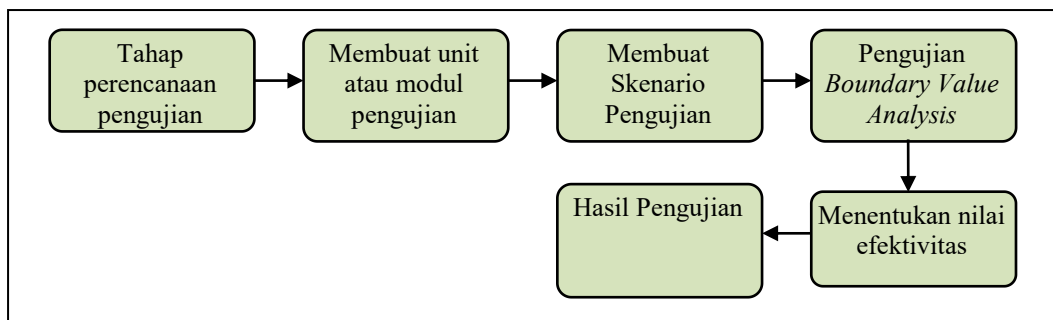 Tahap
perencanaan
pengujian
Membuat unit
atau modul
pengujian
Membuat
Skenario
Pengujian
Pengujian
Boundary Value
Analysis
Menentukan nilai
efektivitas
Hasil Pengujian